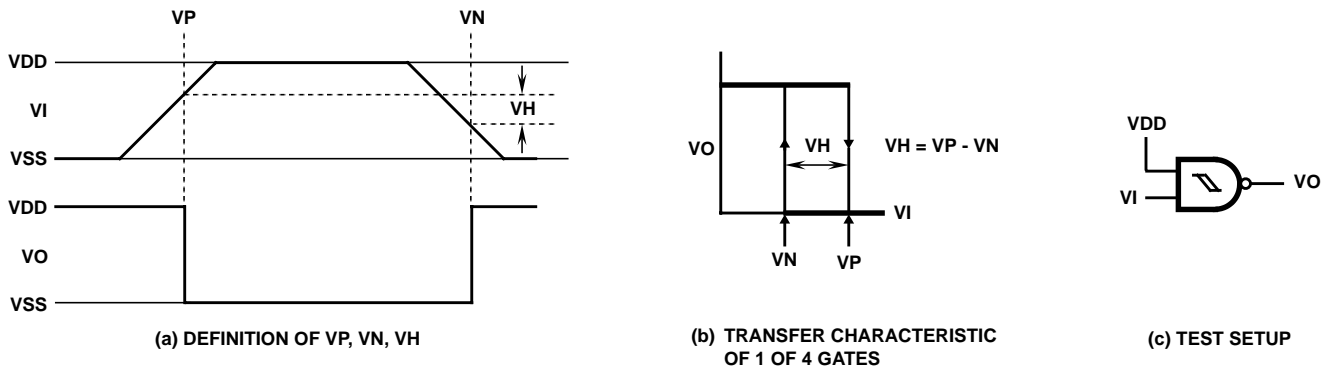 VP
VN
VDD
VI
VH
VSS
VDD
VO
VSS
(a) DEFINITION OF VP, VN, VH
VO
VH
VH = VP - VN
VI
VN
VP
(b) TRANSFER CHARACTERISTIC
OF 1 OF 4 GATES
VDD
VI
VO
(c) TEST SETUP